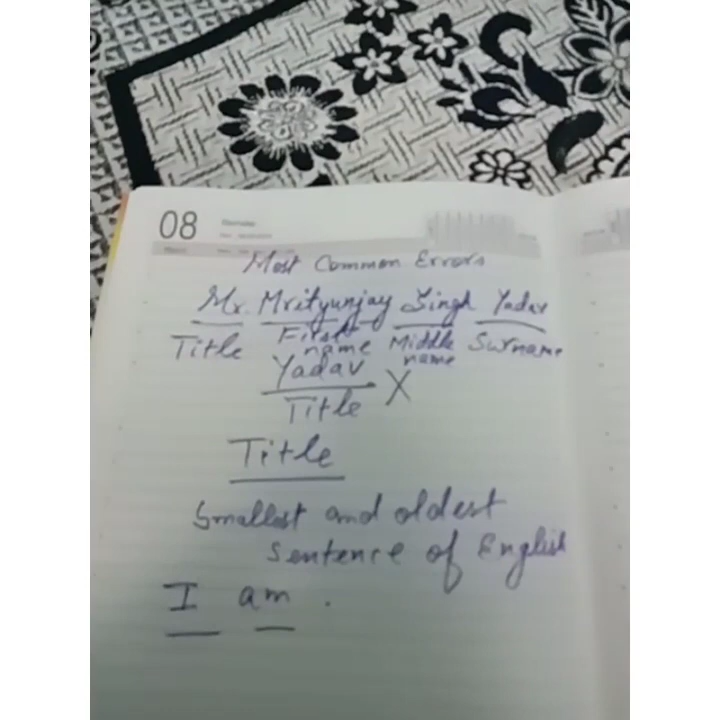 08
Most Common Errors
Mr. Mrityunjay Singh Yadav
Title First name Middle name Surname
Yadav X
Title
Title
Smallest and oldest
Sentence of English
I am.